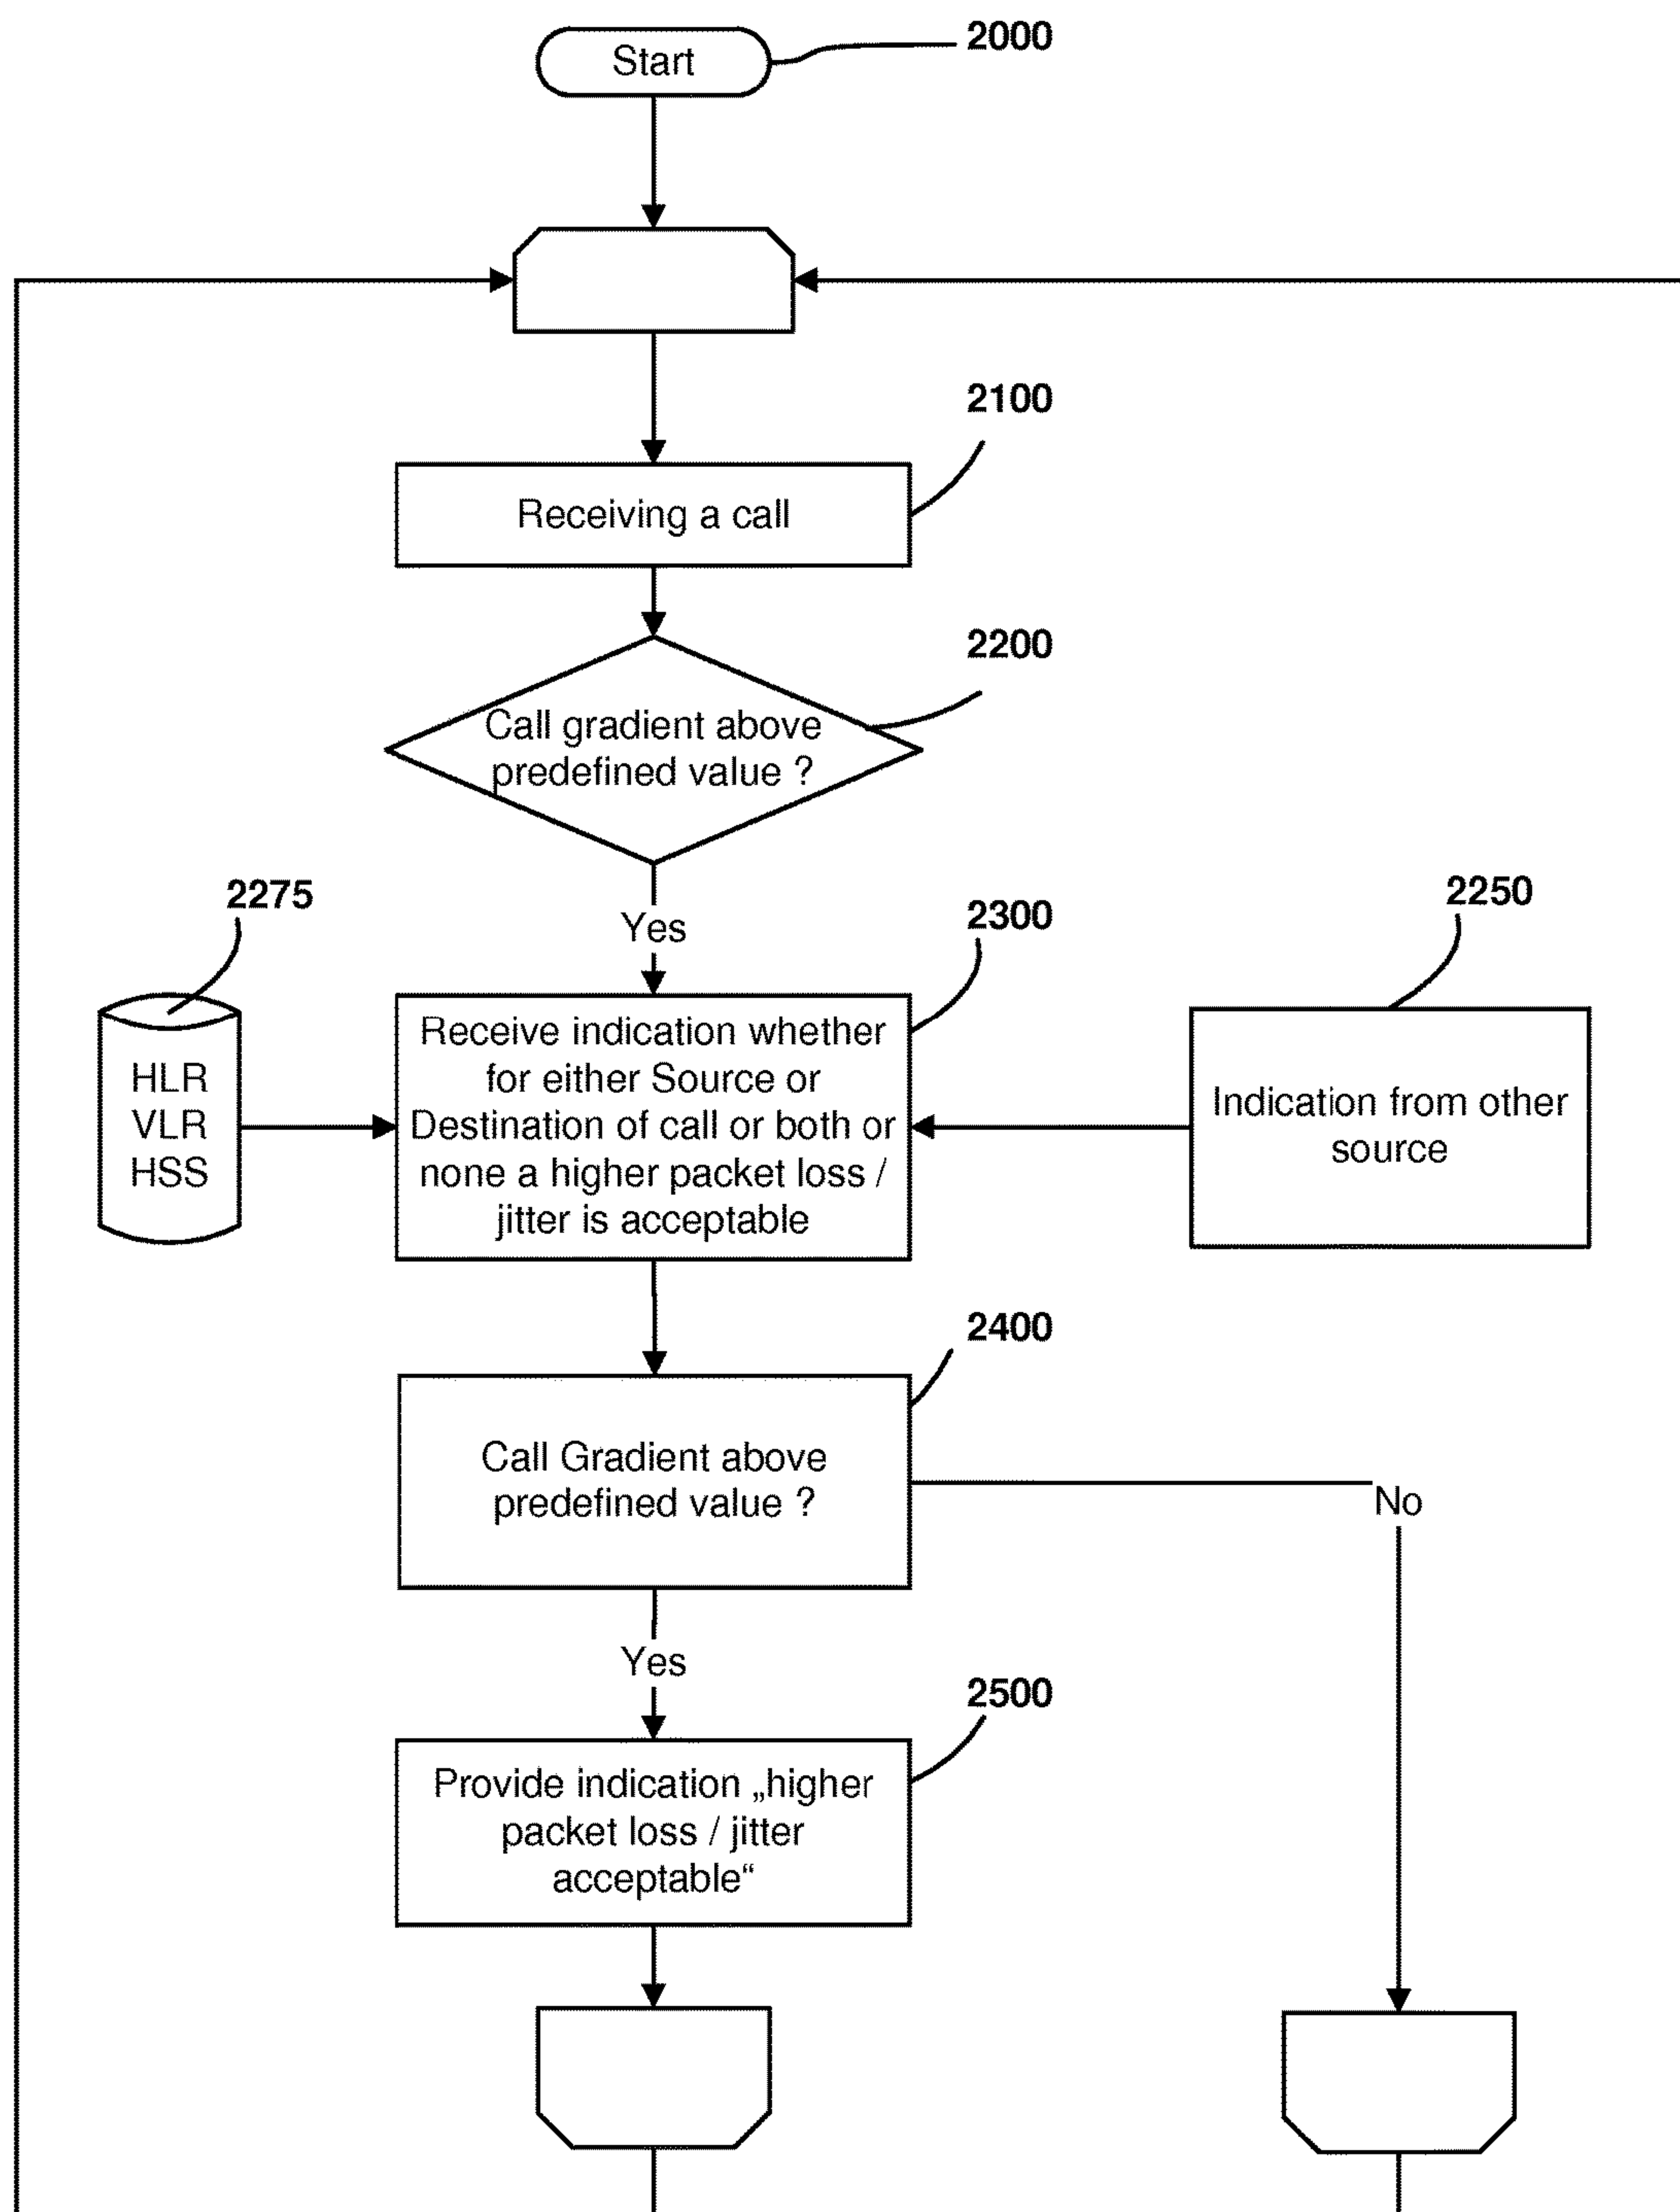 Start
2000
2100
Receiving a call
2200
Call gradient above
predefined value ?
2275
Yes
2300
2250
HLR
VLR
HSS
Receive indication whether
for either Source or
Destination of call or both or
none a higher packet loss /
jitter is acceptable
Indication from other
source
2400
Call Gradient above
predefined value ?
No
Yes
2500
Provide indication „higher
packet loss / jitter
acceptable“